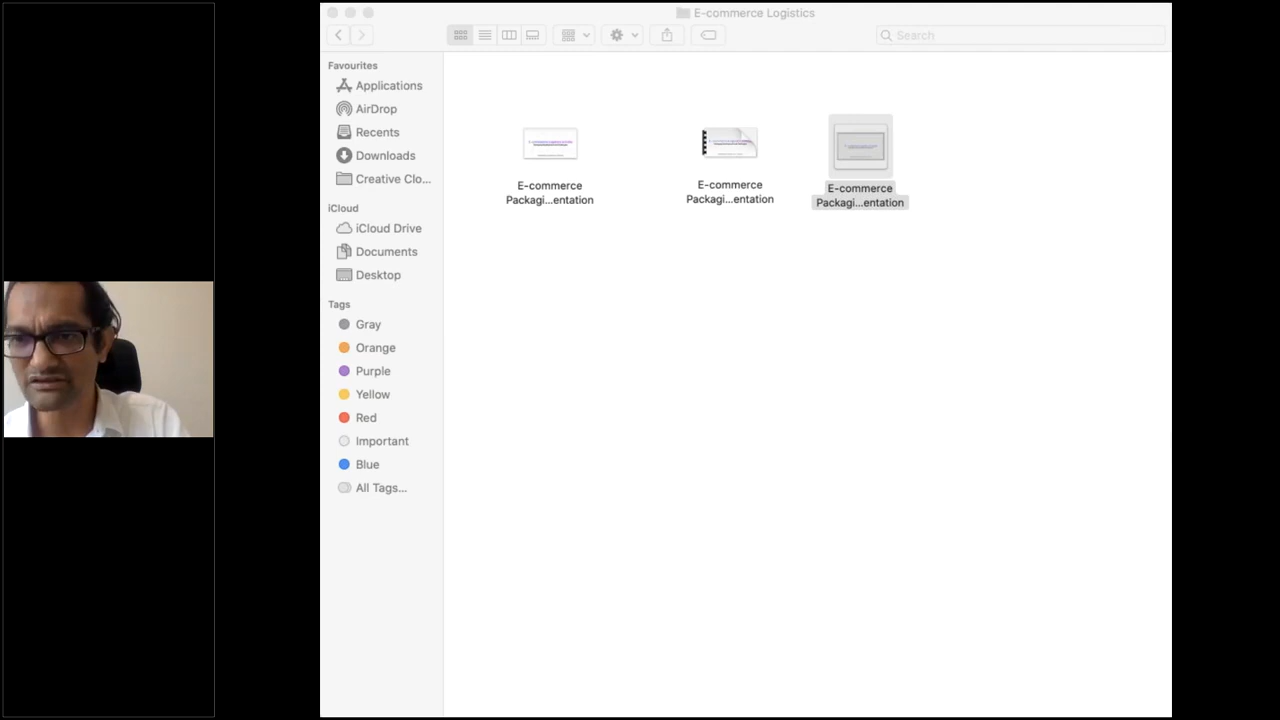 E-commerce Logistics
Search
Favourites
Applications
AirDrop
Recents
Downloads
Creative Clo...
iCloud
iCloud Drive
Documents
Desktop
Tags
Gray
Orange
Purple
Yellow
Red
Important
Blue
All Tags...
E-commerce
Packagi...entation
E-commerce
Packagi...entation
E-commerce
Packagi...entation